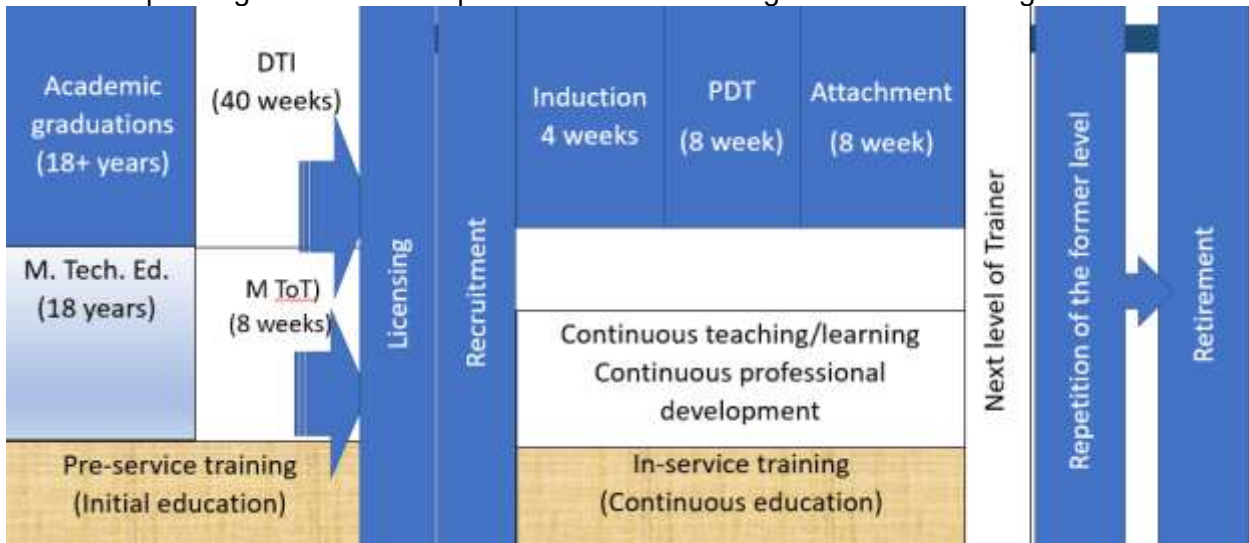 Academic
graduations
(18+ years)
DTI
(40 weeks)
M. Tech. Ed.
(18 years)
M ToT)
(8 weeks)
Pre-service training
(Initial education)
Licensing
Recruitment
Induction
4 weeks
PDT
(8 week)
Attachment
(8 week)
Continuous teaching/learning
Continuous professional
development
In-service training
(Continuous education)
Next level of Trainer
Repetition of the former level
Retirement